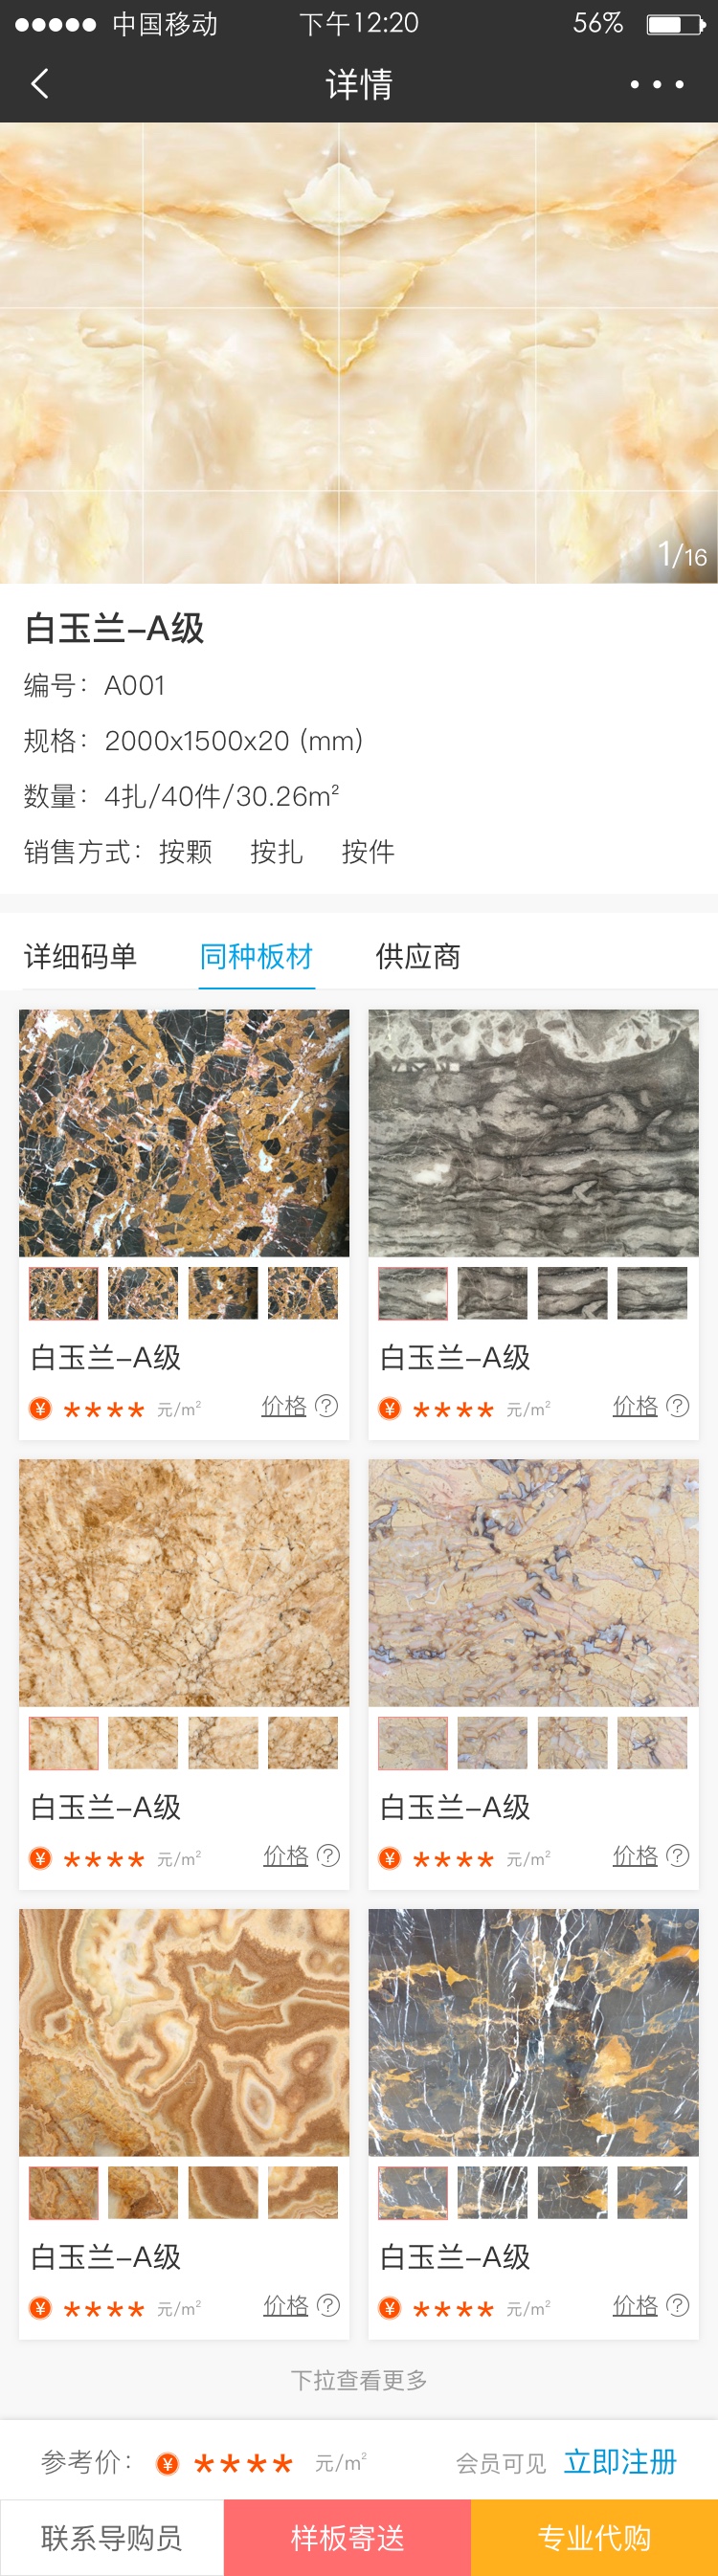 中国移动 下午12:20 56%
详情
1/16
白玉兰-A级
编号：A001
规格：2000x1500x20 (mm)
数量：4扎/40件/30.26m²
销售方式：按颗 按扎 按件
详细码单 同种板材 供应商
白玉兰-A级 白玉兰-A级
¥ **** 元/m² 价格 ? ¥ **** 元/m² 价格 ?
白玉兰-A级 白玉兰-A级
¥ **** 元/m² 价格 ? ¥ **** 元/m² 价格 ?
白玉兰-A级 白玉兰-A级
¥ **** 元/m² 价格 ? ¥ **** 元/m² 价格 ?
下拉查看更多
参考价：¥ **** 元/m² 会员可见 立即注册
联系导购员 样板寄送 专业代购